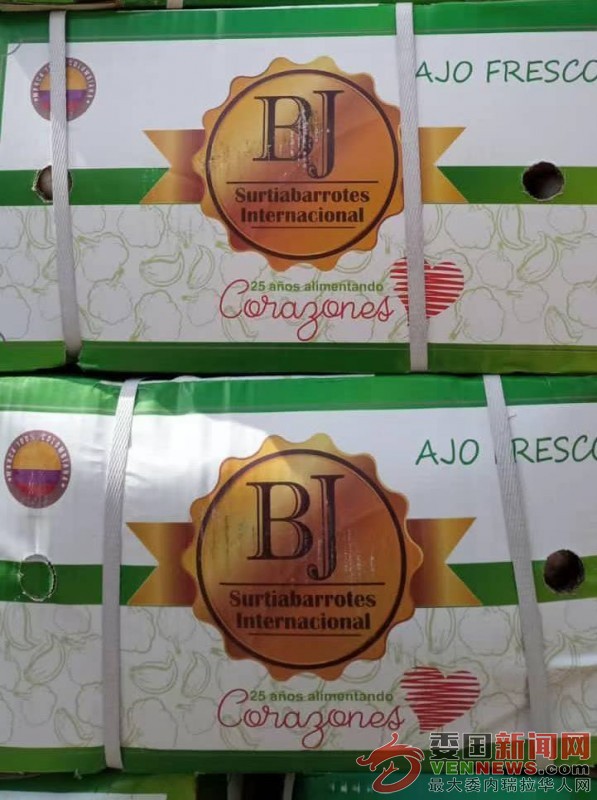 AJO FRESCO
BJ
Surtiabarrotes
Internacional
25 años alimentando
Corazones
AJO FRESCO
BJ
Surtiabarrotes
Internacional
25 años alimentando
Corazones
委国新闻网
VENNEWS.COM
最大委内瑞拉华人网